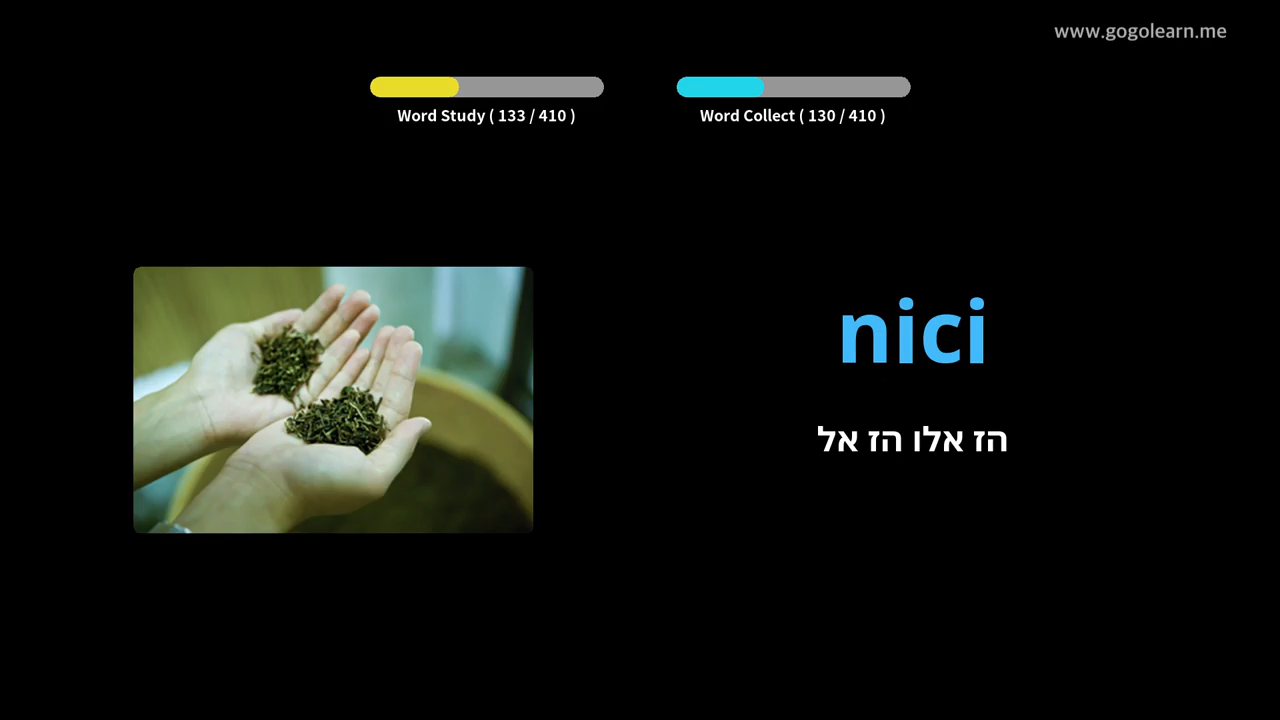 www.gogolearn.me
Word Study ( 133 / 410 )
Word Collect ( 130 / 410 )
nici
הז אלו הז אל